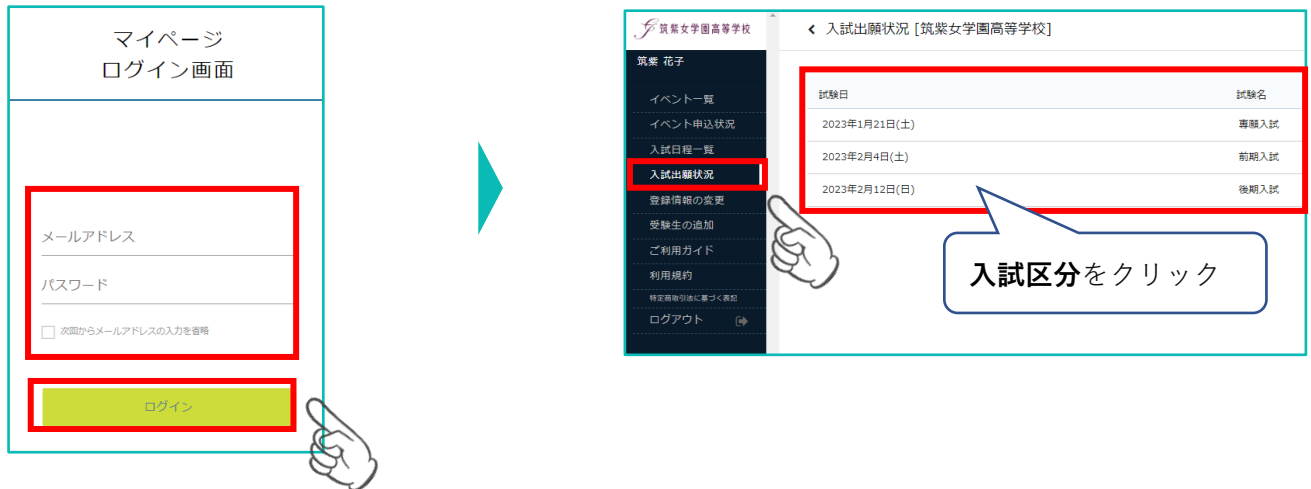 マイページ
ログイン画面
メールアドレス
パスワード
次回からメールアドレスの入力を省略
ログイン
筑紫女学園高等学校
入試出願状況 [筑紫女学園高等学校]
筑紫 花子
イベント一覧
イベント申込状況
入試日程一覧
入試出願状況
登録情報の変更
受験生の追加
ご利用ガイド
利用規約
特定商取引法に基づく表記
ログアウト
試験日 試験名
2023年1月21日(土) 専願入試
2023年2月4日(土) 前期入試
2023年2月12日(日) 後期入試
入試区分をクリック